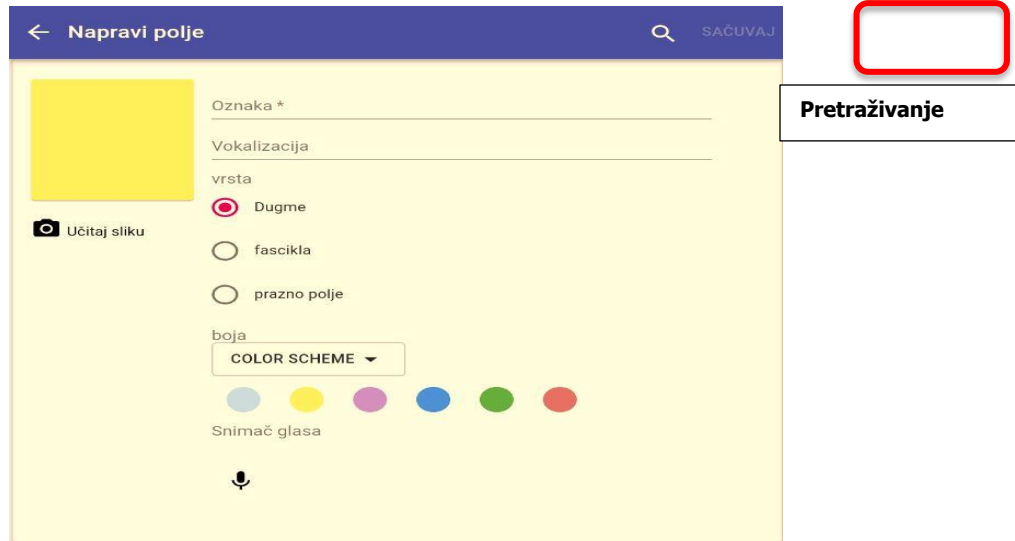 Napravi polje
SAČUVAJ
Pretraživanje
Oznaka *
Vokalizacija
vrsta
Dugme
Učitaj sliku
fascikla
prazno polje
boja
COLOR SCHEME
Snimač glasa